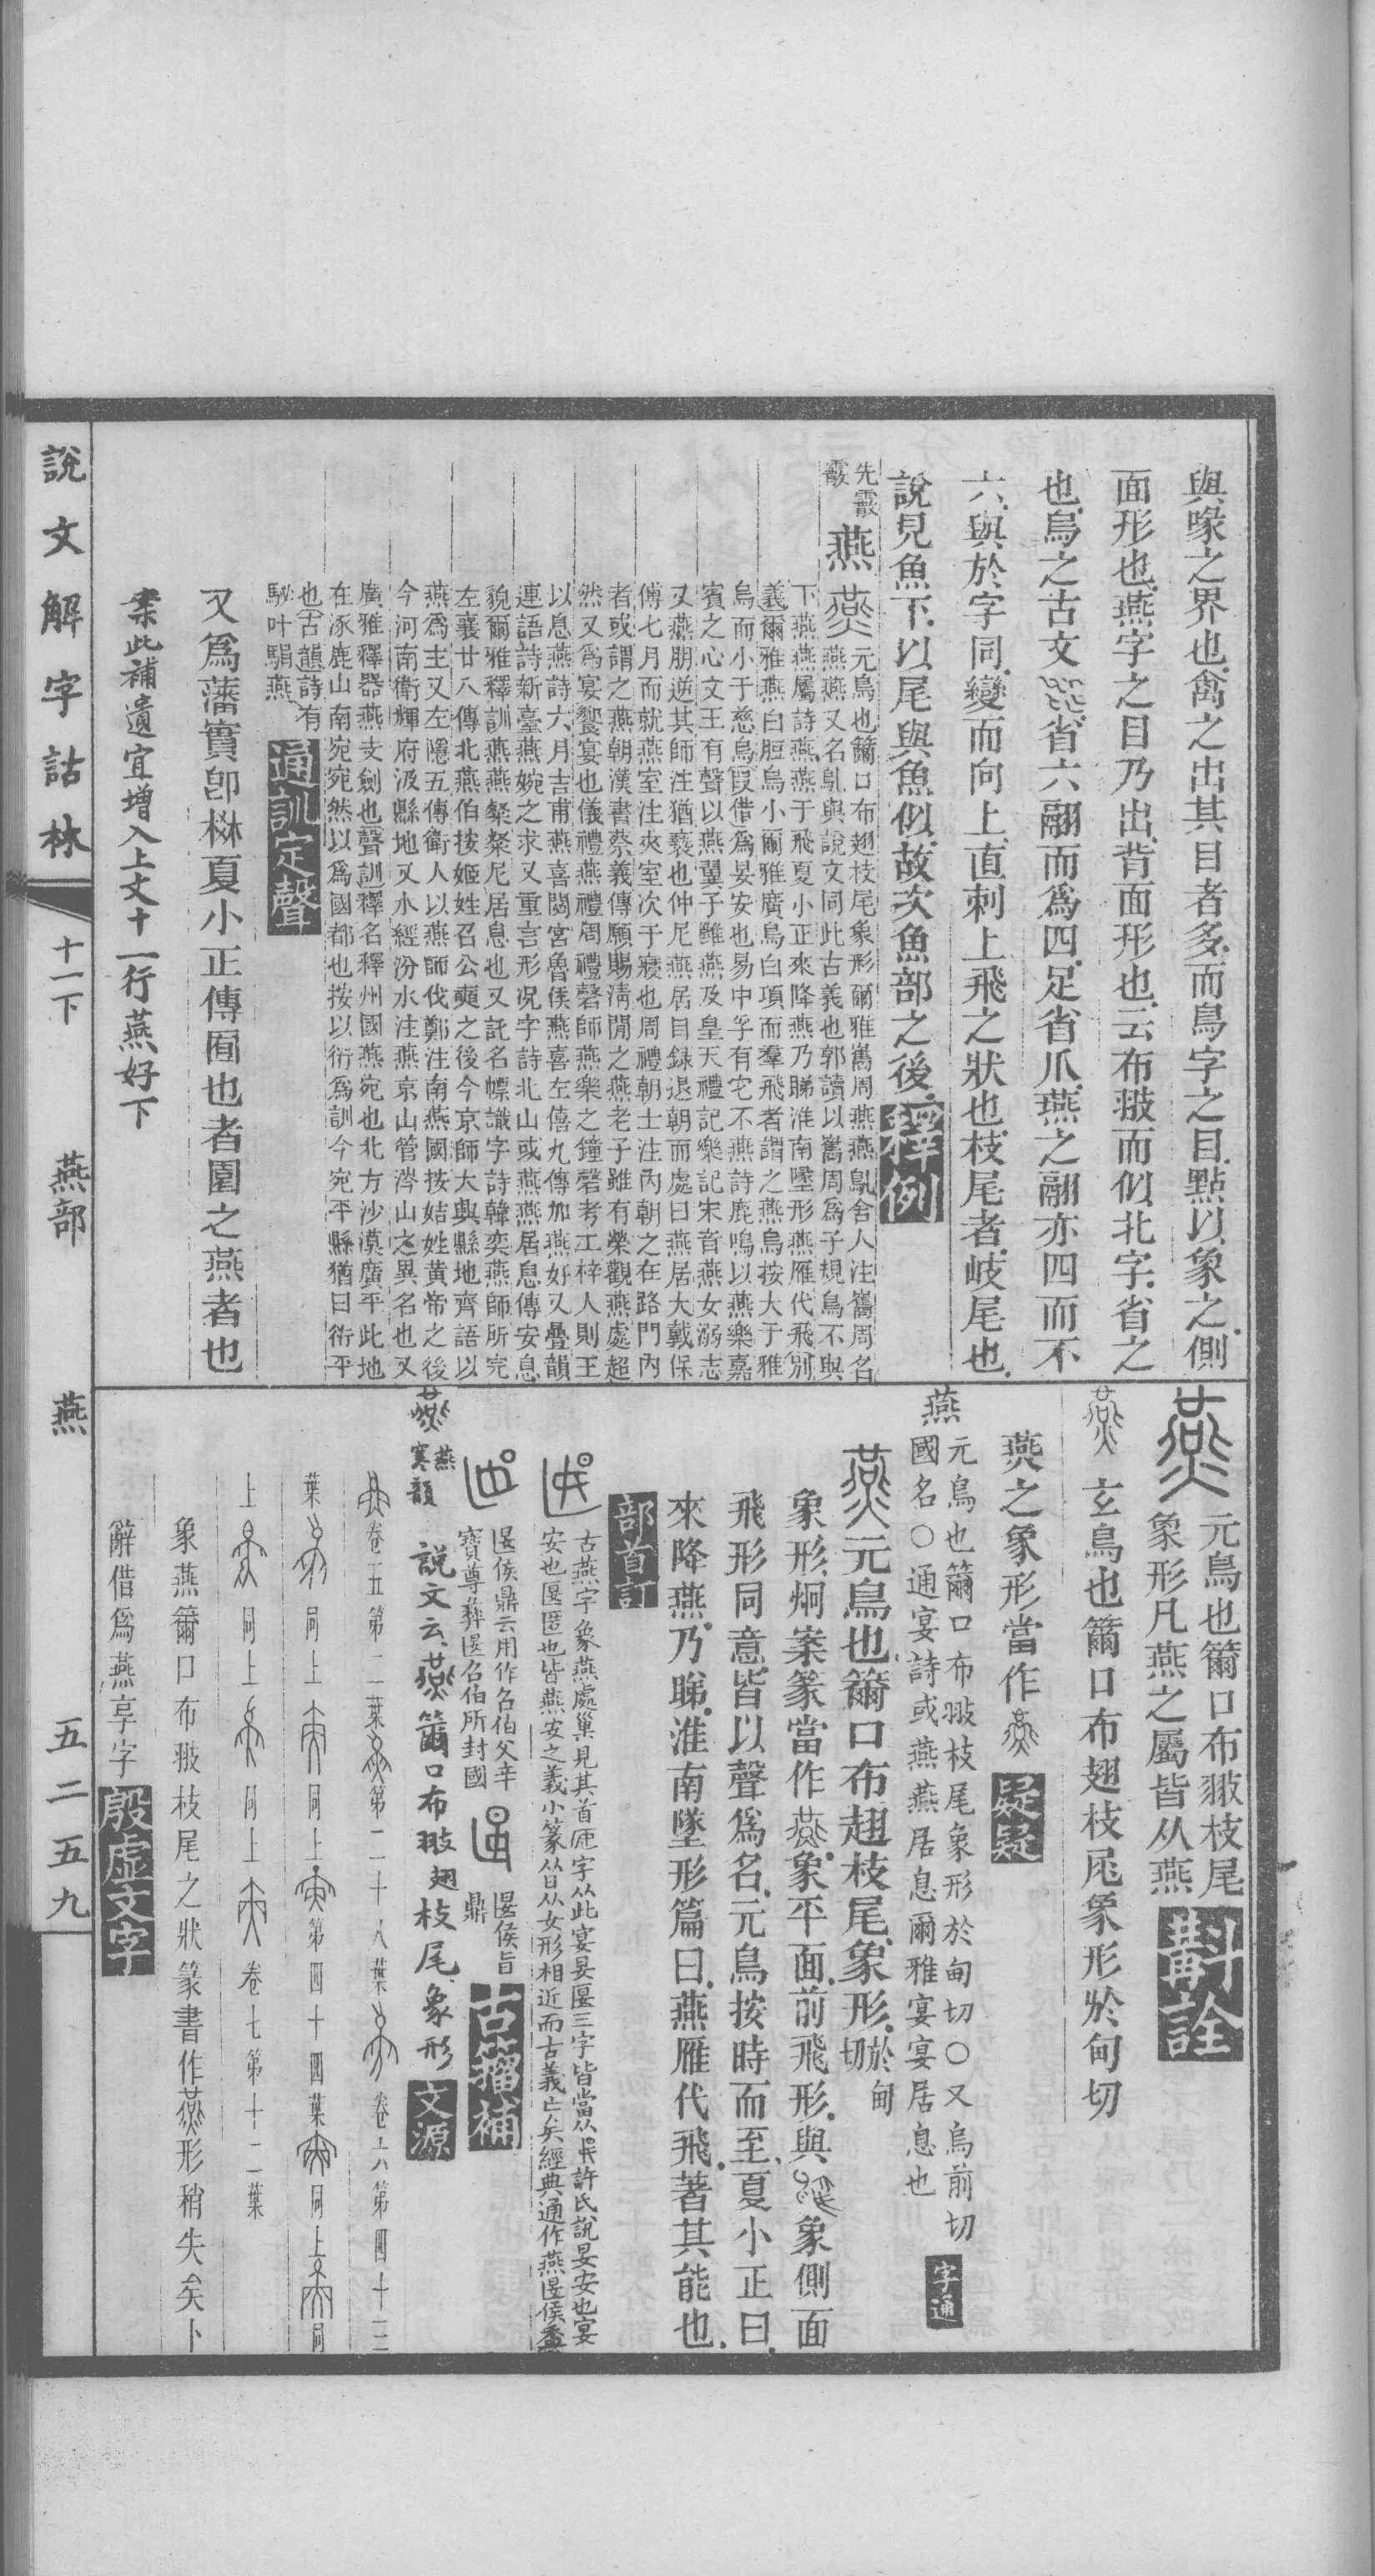 與喙之界也禽之出其目者多而鳥字之目點以象之側
面形也燕字之目乃出背面形也云布翄而似北字省之
也烏之古文省六翮而爲四足省爪燕之翮亦四而不
六與於字同變而向上直刺上飛之狀也枝尾者岐尾也
說見魚下以尾與魚似故次魚部之後釋例
先霰
霰
燕
元鳥也籋口布翅枝尾象形爾雅巂周燕燕鳦舍人注巂周名
燕燕又名鳦與說文同此古義也郭讀以巂周爲子規鳥不與
下燕燕屬詩燕燕于飛夏小正來降燕乃睇淮南墬形燕雁代飛別
義爾雅燕白脰烏小爾雅廣鳥白項而羣飛者謂之燕烏按大于雅
烏而小于慈烏叚借爲宴安也易中孚有它不燕詩鹿鳴以燕樂嘉
賓之心文王有聲以燕翼子雝燕及皇天禮記樂記宋音燕女溺志
又燕朋逆其師注猶褻也仲尼燕居目録退朝而處曰燕居大戴保
傅七月而就燕室注夾室次于寢也周禮朝士注內朝之在路門內
者或謂之燕朝漢書蔡義傳願賜清閒之燕老子雖有榮觀燕處超
然又爲宴饗宴也儀禮燕禮周禮磬師燕樂之鐘磬考工梓人則王
以息燕詩六月吉甫燕喜閟宮魯侯燕喜左僖九傳加燕好又疊韻
連語詩新臺燕婉之求又重言形况字詩北山或燕燕居息傳安息
貌爾雅釋訓燕燕粲粲尼居息也又託名幖識字詩韓奕燕師所完
左襄廿八傳北燕伯按姬姓召公奭之後今京師大興縣地齊語以
燕爲主又左隱五傳衛人以燕師伐鄭注南燕國按姞姓黃帝之後
今河南衛輝府汲縣地又水經汾水注燕京山管涔山之異名也又
廣雅釋器燕支劍也聲訓釋名釋州國燕宛也北方沙漠廣平此地
在涿鹿山南宛宛然以爲國都也按以衍爲訓今宛平縣猶曰衍平
也古韻詩有
駜叶駽燕
通訓定聲
又爲藩實卽棥夏小正傳囿也者園之燕者也
案此補遺宜增入上文十一行燕好下
說文解字詁林
十一下
燕部
燕
五二五九
元鳥也籋口布翄枝尾
象形凡燕之屬皆从燕
斠詮
玄鳥也籋口布翅枝尾象形於甸切
燕之象形當作
疑疑
燕
元鳥也籋口布翄枝尾象形於甸切○又烏前切
國名○通宴詩或燕燕居息爾雅宴宴居息也
字通
元鳥也籋口布翅枝尾象形於甸切
象形炯案篆當作象平面前飛形與象側面
飛形同意皆以聲爲名元鳥按時而至夏小正曰
來降燕乃睇淮南墜形篇曰燕雁代飛著其能也
部首訂
古燕字象燕處巢見其首匽字从此宴晏匽三字皆當从許氏說晏安也宴
安也匽匿也皆燕安之義小篆从日从女形相近而古義亡矣經典通作燕匽侯盉
匽侯鼎云用作召伯父辛
寶尊彝匽召伯所封國
匽侯旨
鼎
古籀補
燕
寒韻
說文云籋口布翄翅枝尾象形
文源
卷二五第二一葉第二十八葉卷六第四十三
葉同上同上第四十四葉同上同
上同上同上卷七第十二葉
象燕籋口布翄枝尾之狀篆書作形稍失矣卜
辭借爲燕享字
殷虛文字